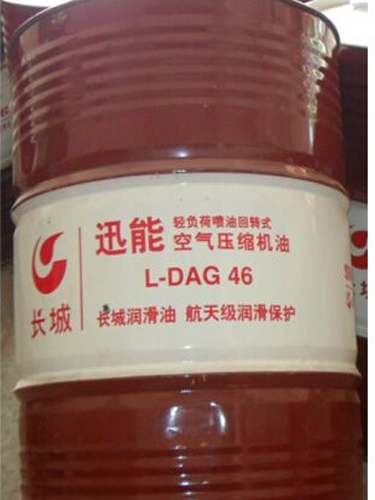 迅能
轻负荷喷油回转式
空气压缩机油
L-DAG 46
长城
长城润滑油 航天级润滑保护